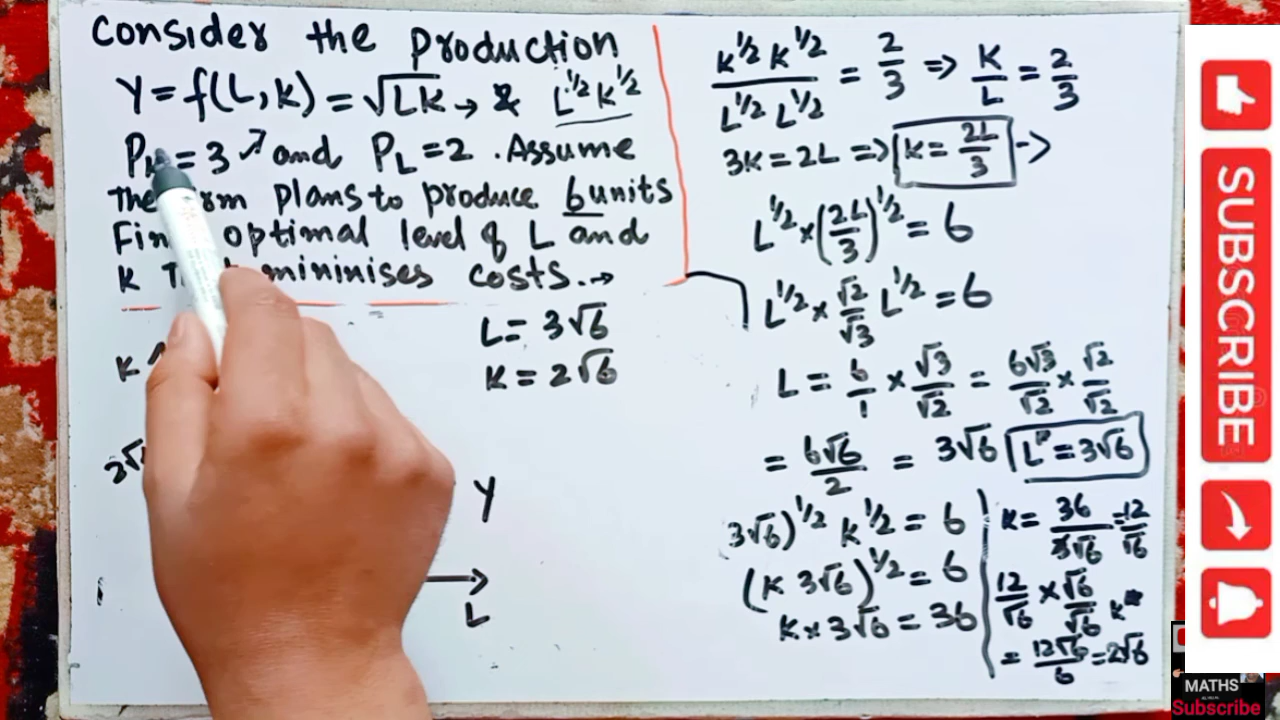 Consider the production
Y = f(L, K) = √LK → & L^1/2 K^1/2
P = 3 ↗ and P_L = 2 . Assume
The rm plans to produce 6 units
Fin optimal level of L and
K mininises costs. →
L = 3√6
K = 2√6
K
Y
L
K^1/2 K^1/2 / L^1/2 L^1/2 = 2/3 => K/L = 2/3
3K = 2L => K = 2L/3 →
L^1/2 × (2L/3)^1/2 = 6
L^1/2 × √2/√3 L^1/2 = 6
L = 6/1 × √3/√2 = 6√3/√2 × √2/√2
= 6√6/2 = 3√6 L* = 3√6
3√6)^1/2 K^1/2 = 6
(K 3√6)^1/2 = 6
K × 3√6 = 36
K = 36/3√6 = 12/√6
12/√6 × √6/√6 K*
= 12√6/6 = 2√6
SUBSCRIBE
MATHS
Subscribe